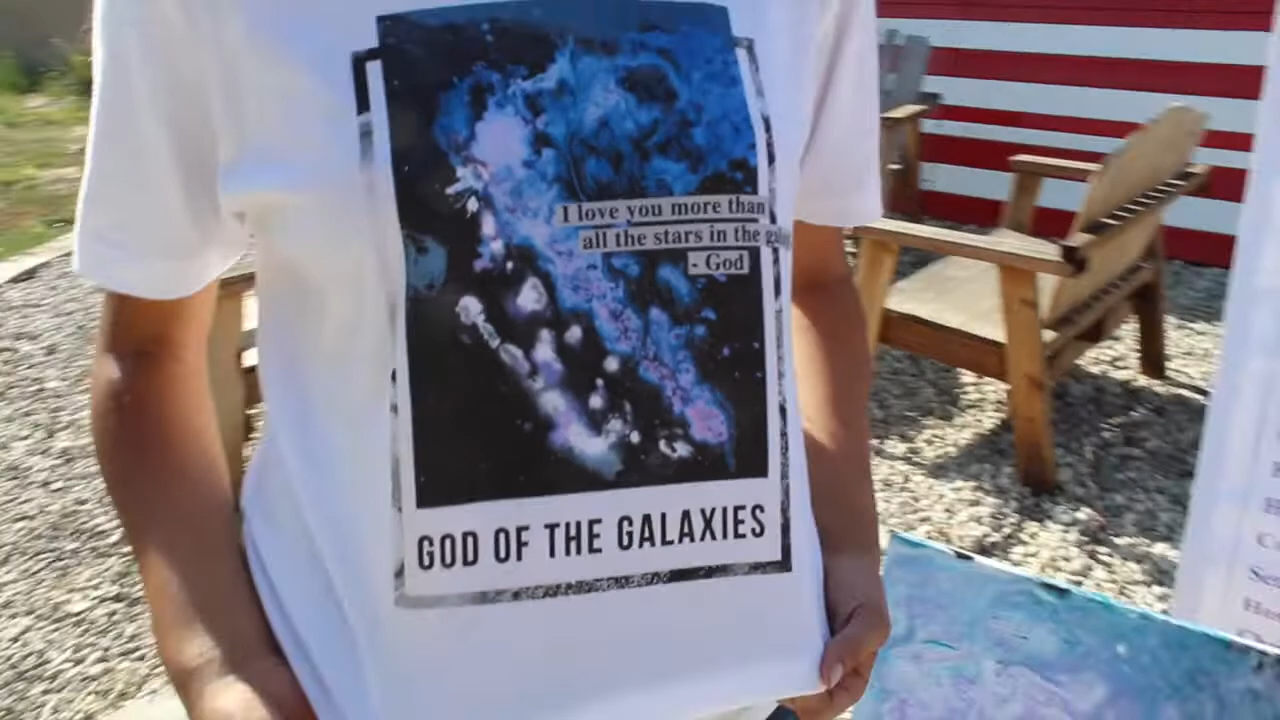 I love you more than
all the stars in the
- God
GOD OF THE GALAXIES